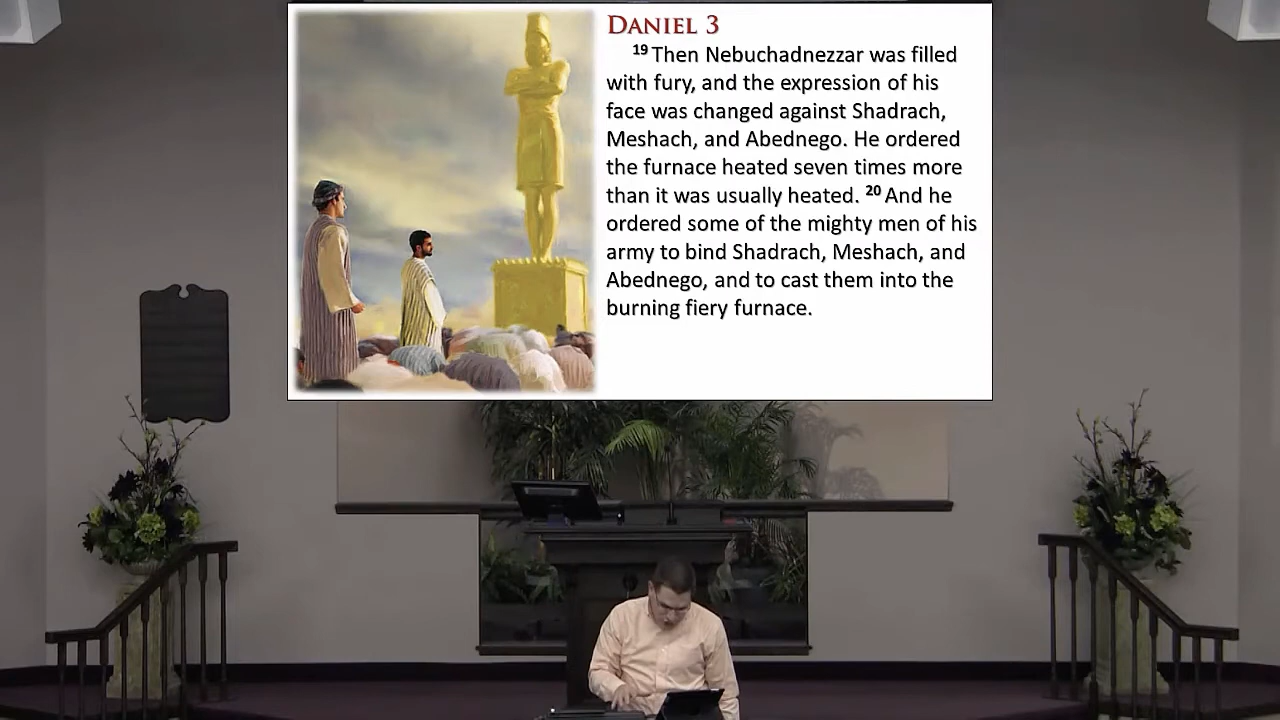 DANIEL 3
19 Then Nebuchadnezzar was filled
with fury, and the expression of his
face was changed against Shadrach,
Meshach, and Abednego. He ordered
the furnace heated seven times more
than it was usually heated. 20 And he
ordered some of the mighty men of his
army to bind Shadrach, Meshach, and
Abednego, and to cast them into the
burning fiery furnace.